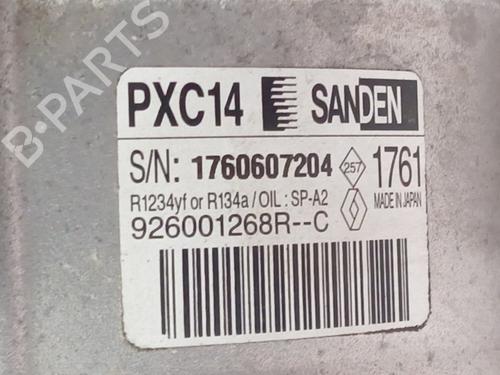 B-PARTS
PXC14 SANDEN
S/N: 1760607204 257 1761
R1234yf or R134a / OIL : SP-A2 MADE IN JAPAN
926001268R--C